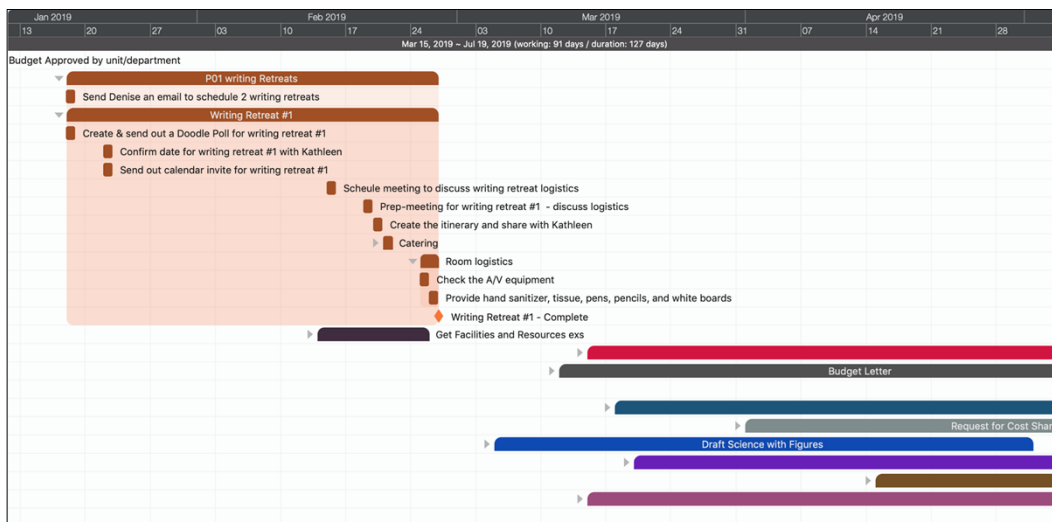 Jan 2019 Feb 2019 Mar 2019 Apr 2019
13 20 27 03 10 17 24 03 10 17 24 31 07 14 21 28
Mar 15, 2019 ~ Jul 19, 2019 (working: 91 days / duration: 127 days)
Budget Approved by unit/department
P01 writing Retreats
Send Denise an email to schedule 2 writing retreats
Writing Retreat #1
Create & send out a Doodle Poll for writing retreat #1
Confirm date for writing retreat #1 with Kathleen
Send out calendar invite for writing retreat #1
Scheule meeting to discuss writing retreat logistics
Prep-meeting for writing retreat #1 - discuss logistics
Create the itinerary and share with Kathleen
Catering
Room logistics
Check the A/V equipment
Provide hand sanitizer, tissue, pens, pencils, and white boards
Writing Retreat #1 - Complete
Get Facilities and Resources exs
Budget Letter
Request for Cost Shar
Draft Science with Figures